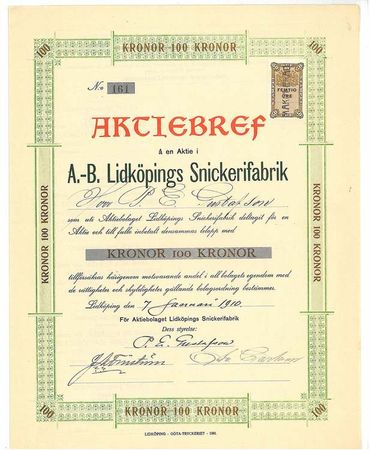 100 KRONOR 100 KRONOR 100
No 161
FEMTIO
ÖRE
AKTIEBREF
å en Aktie i
A.-B. Lidköpings Snickerifabrik
Herr P. E. Gustafson
som uti Aktiebolaget Lidköpings Snickerifabrik deltagit för en
Aktie och till fullo inbetalt densammas belopp med
KRONOR 100 KRONOR
tillförsäkras härigenom motsvarande andel i all bolagets egendom med
de rättigheter och skyldigheter gällande bolagsordning bestämmer.
Lidköping den 7 Januari 1910.
För Aktiebolaget Lidköpings Snickerifabrik
Dess styrelse:
P. E. Gustafson
KRONOR 100 KRONOR
KRONOR 100 KRONOR
100 KRONOR 100 KRONOR 100
LIDKÖPING - GÖTA-TRYCKERIET -